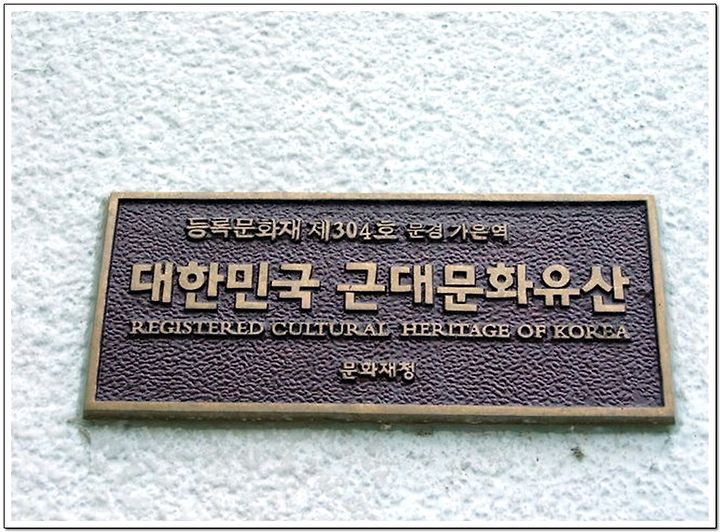 등록문화재 제304호 문경 가은역
대한민국 근대문화유산
REGISTERED CULTURAL HERITAGE OF KOREA
문화재청